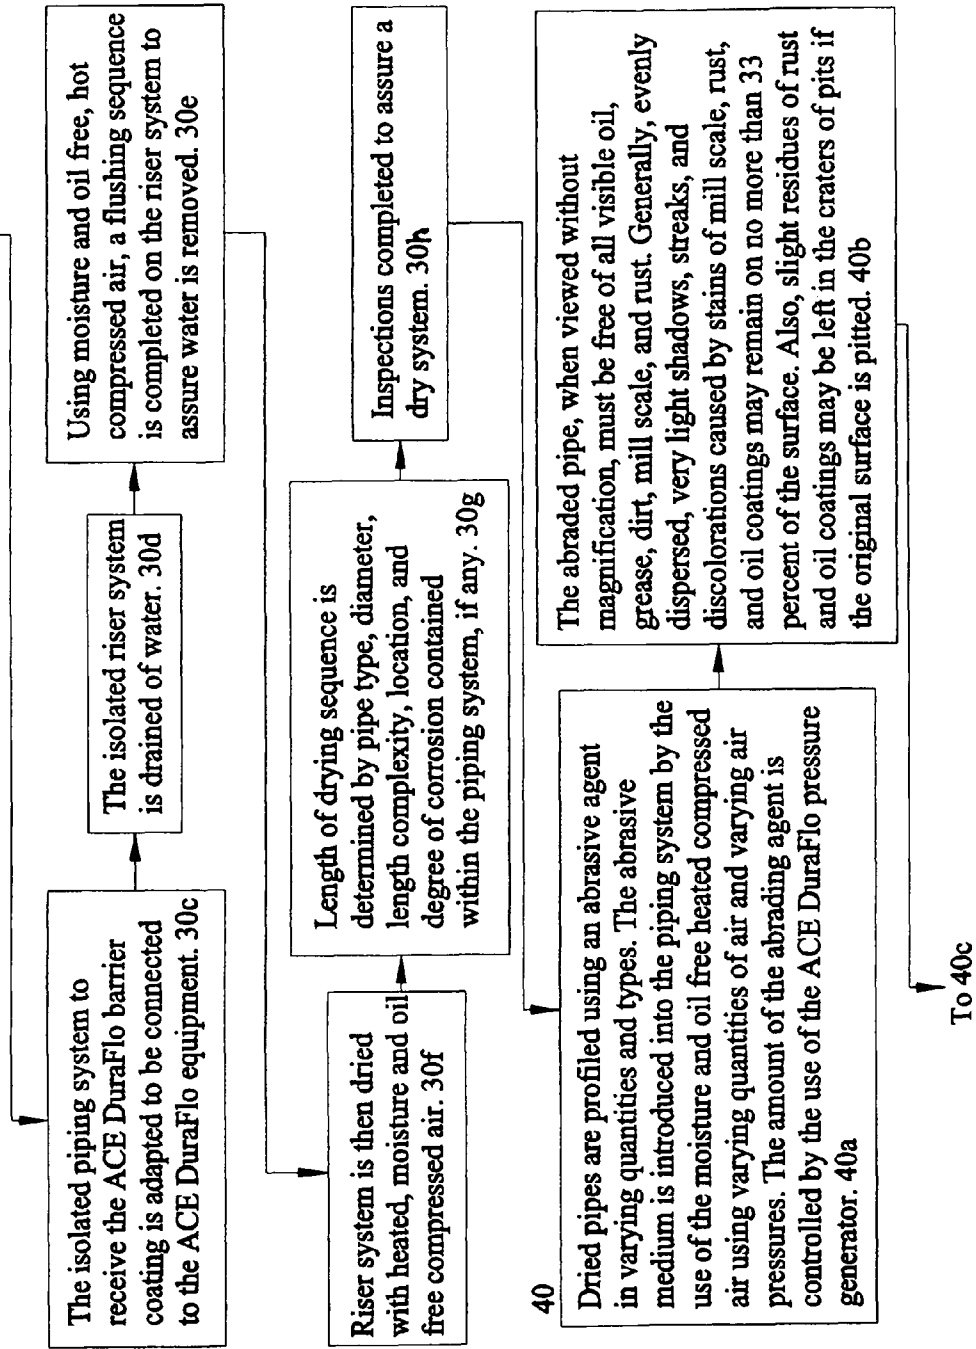 The isolated piping system to
receive the ACE DuraFlo barrier
coating is adapted to be connected
to the ACE DuraFlo equipment. 30c
The isolated riser system
is drained of water. 30d
Using moisture and oil free, hot
compressed air, a flushing sequence
is completed on the riser system to
assure water is removed. 30e
Riser system is then dried
with heated, moisture and oil
free compressed air. 30f
Length of drying sequence is
determined by pipe type, diameter,
length complexity, location, and
degree of corrosion contained
within the piping system, if any. 30g
Inspections completed to assure a
dry system. 30h
40
Dried pipes are profiled using an abrasive agent
in varying quantities and types. The abrasive
medium is introduced into the piping system by the
use of the moisture and oil free heated compressed
air using varying quantities of air and varying air
pressures. The amount of the abrading agent is
controlled by the use of the ACE DuraFlo pressure
generator. 40a
The abraded pipe, when viewed without
magnification, must be free of all visible oil,
grease, dirt, mill scale, and rust. Generally, evenly
dispersed, very light shadows, streaks, and
discolorations caused by stains of mill scale, rust,
and oil coatings may remain on no more than 33
percent of the surface. Also, slight residues of rust
and oil coatings may be left in the craters of pits if
the original surface is pitted. 40b
To 40c